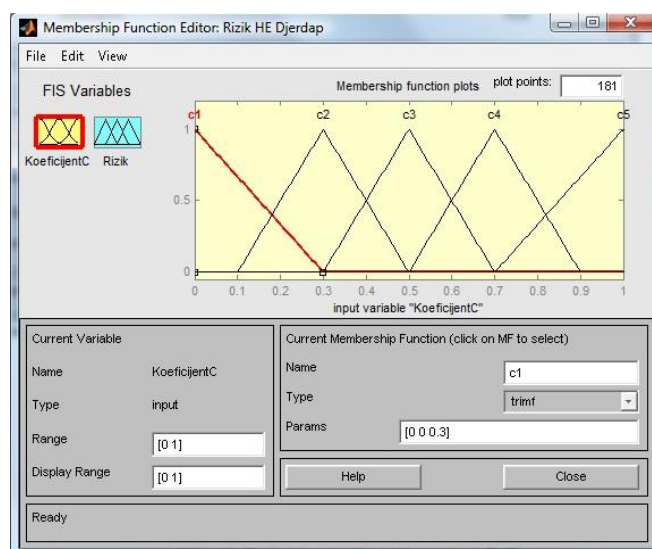 Membership Function Editor: Rizik HE Djerdap
File Edit View
FIS Variables
KoeficijentC Rizik
Membership function plots plot points: 181
c1 c2 c3 c4 c5
1
0.5
0
0 0.1 0.2 0.3 0.4 0.5 0.6 0.7 0.8 0.9 1
input variable "KoeficijentC"
Current Variable
Name KoeficijentC
Type input
Range [0 1]
Display Range [0 1]
Current Membership Function (click on MF to select)
Name c1
Type trimf
Params [0 0 0.3]
Help Close
Ready